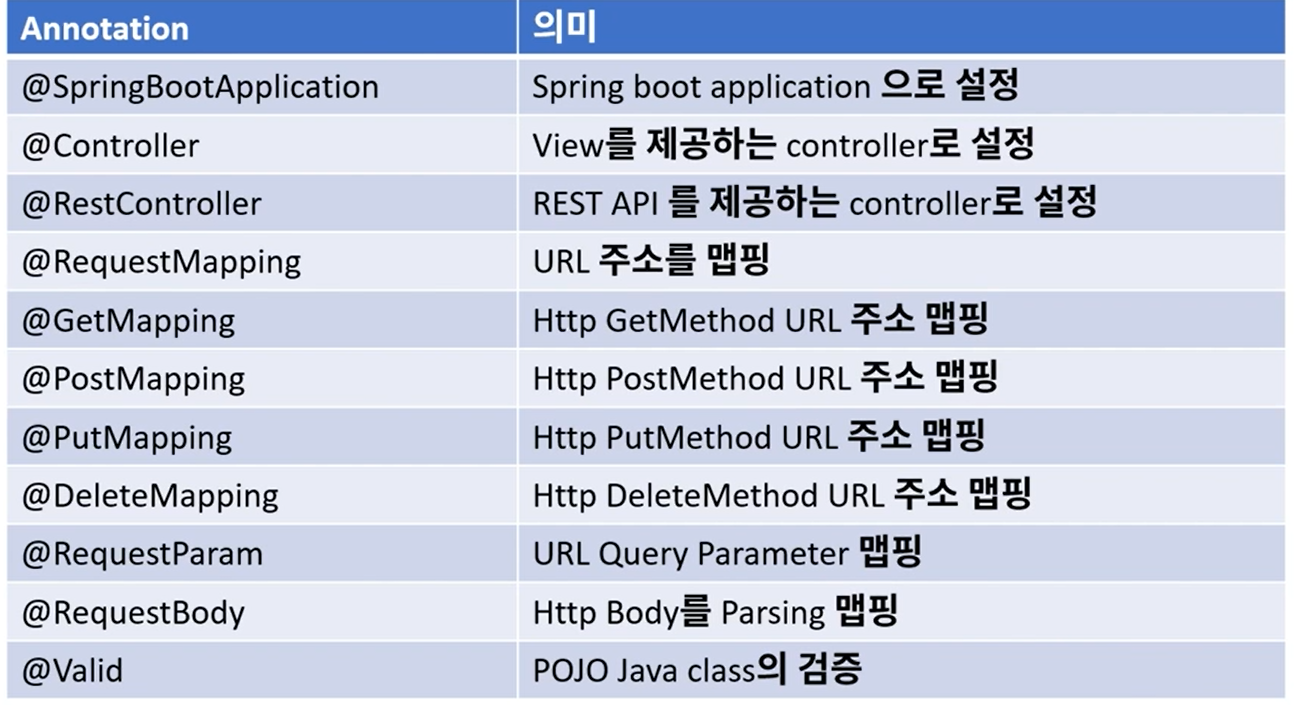 Annotation 의미
@SpringBootApplication Spring boot application 으로 설정
@Controller View를 제공하는 controller로 설정
@RestController REST API 를 제공하는 controller로 설정
@RequestMapping URL 주소를 맵핑
@GetMapping Http GetMethod URL 주소 맵핑
@PostMapping Http PostMethod URL 주소 맵핑
@PutMapping Http PutMethod URL 주소 맵핑
@DeleteMapping Http DeleteMethod URL 주소 맵핑
@RequestParam URL Query Parameter 맵핑
@RequestBody Http Body를 Parsing 맵핑
@Valid POJO Java class의 검증